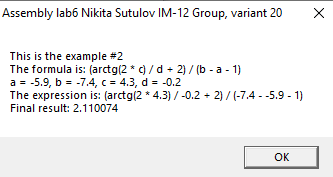 Assembly lab6 Nikita Sutulov IM-12 Group, variant 20
This is the example #2
The formula is: (arctg(2 * c) / d + 2) / (b - a - 1)
a = -5.9, b = -7.4, c = 4.3, d = -0.2
The expression is: (arctg(2 * 4.3) / -0.2 + 2) / (-7.4 - -5.9 - 1)
Final result: 2.110074
OK